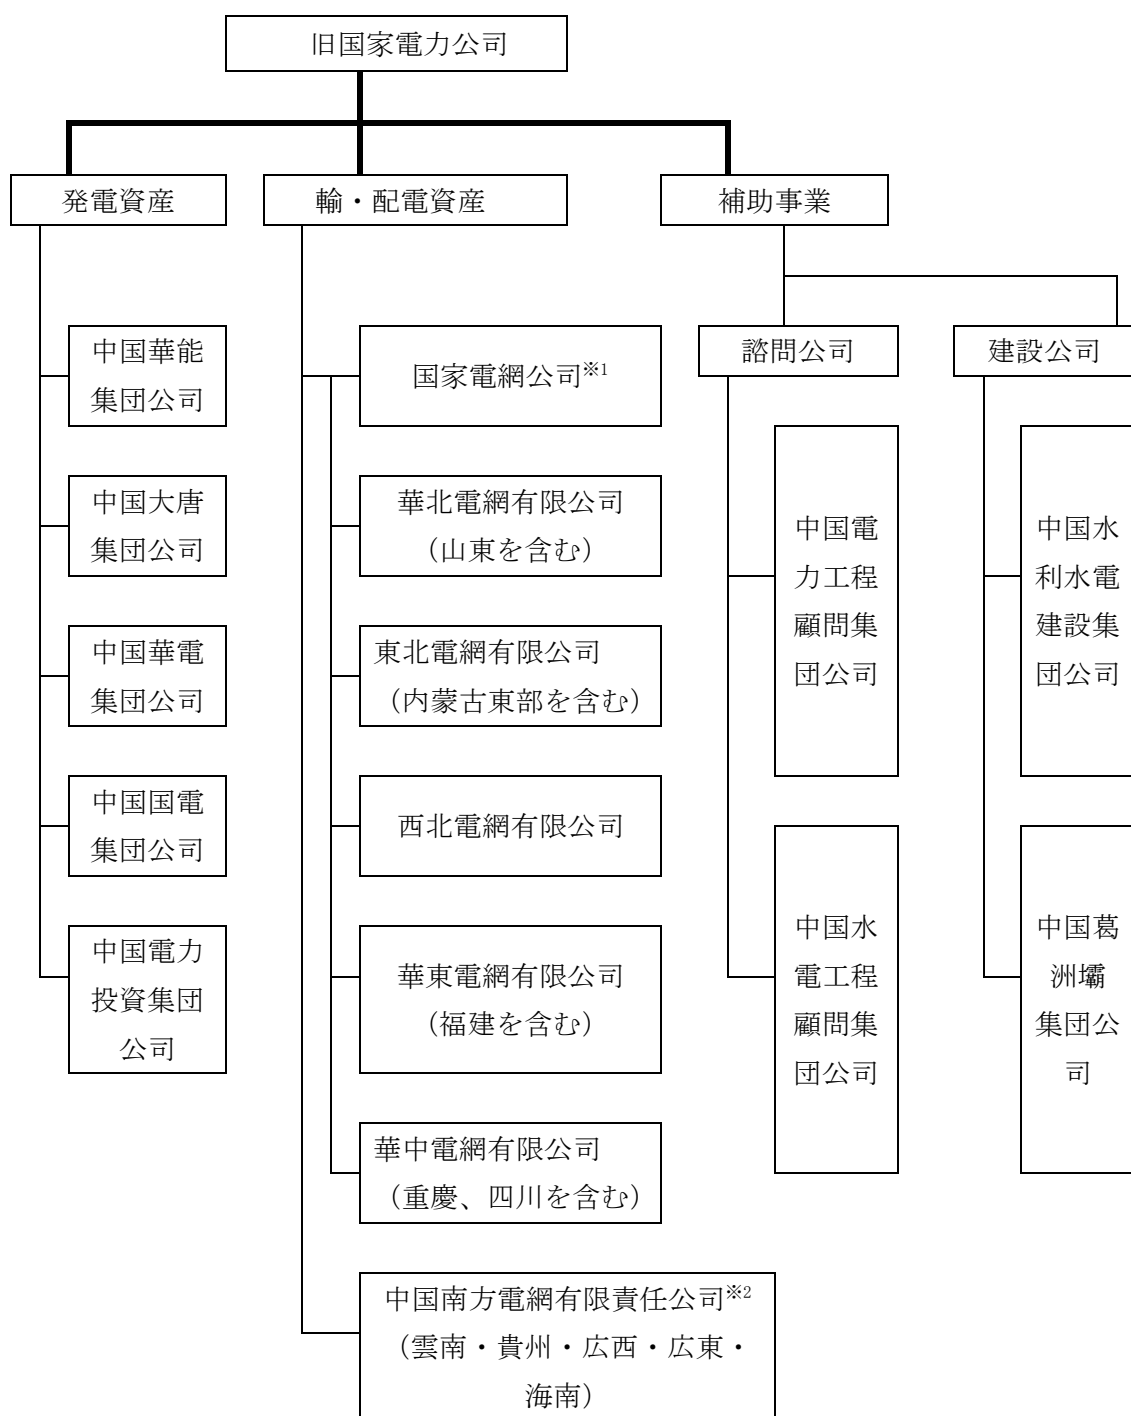 旧国家電力公司
発電資産
輸・配電資産
補助事業
中国華能
集団公司
中国大唐
集団公司
中国華電
集団公司
中国国電
集団公司
中国電力
投資集団
公司
国家電網公司※1
華北電網有限公司
（山東を含む）
東北電網有限公司
（内蒙古東部を含む）
西北電網有限公司
華東電網有限公司
（福建を含む）
華中電網有限公司
（重慶、四川を含む）
中国南方電網有限責任公司※2
（雲南・貴州・広西・広東・
海南）
諮問公司
中国電
力工程
顧問集
団公司
中国水
電工程
顧問集
団公司
建設公司
中国水
利水電
建設集
団公司
中国葛
洲壩
集団公
司